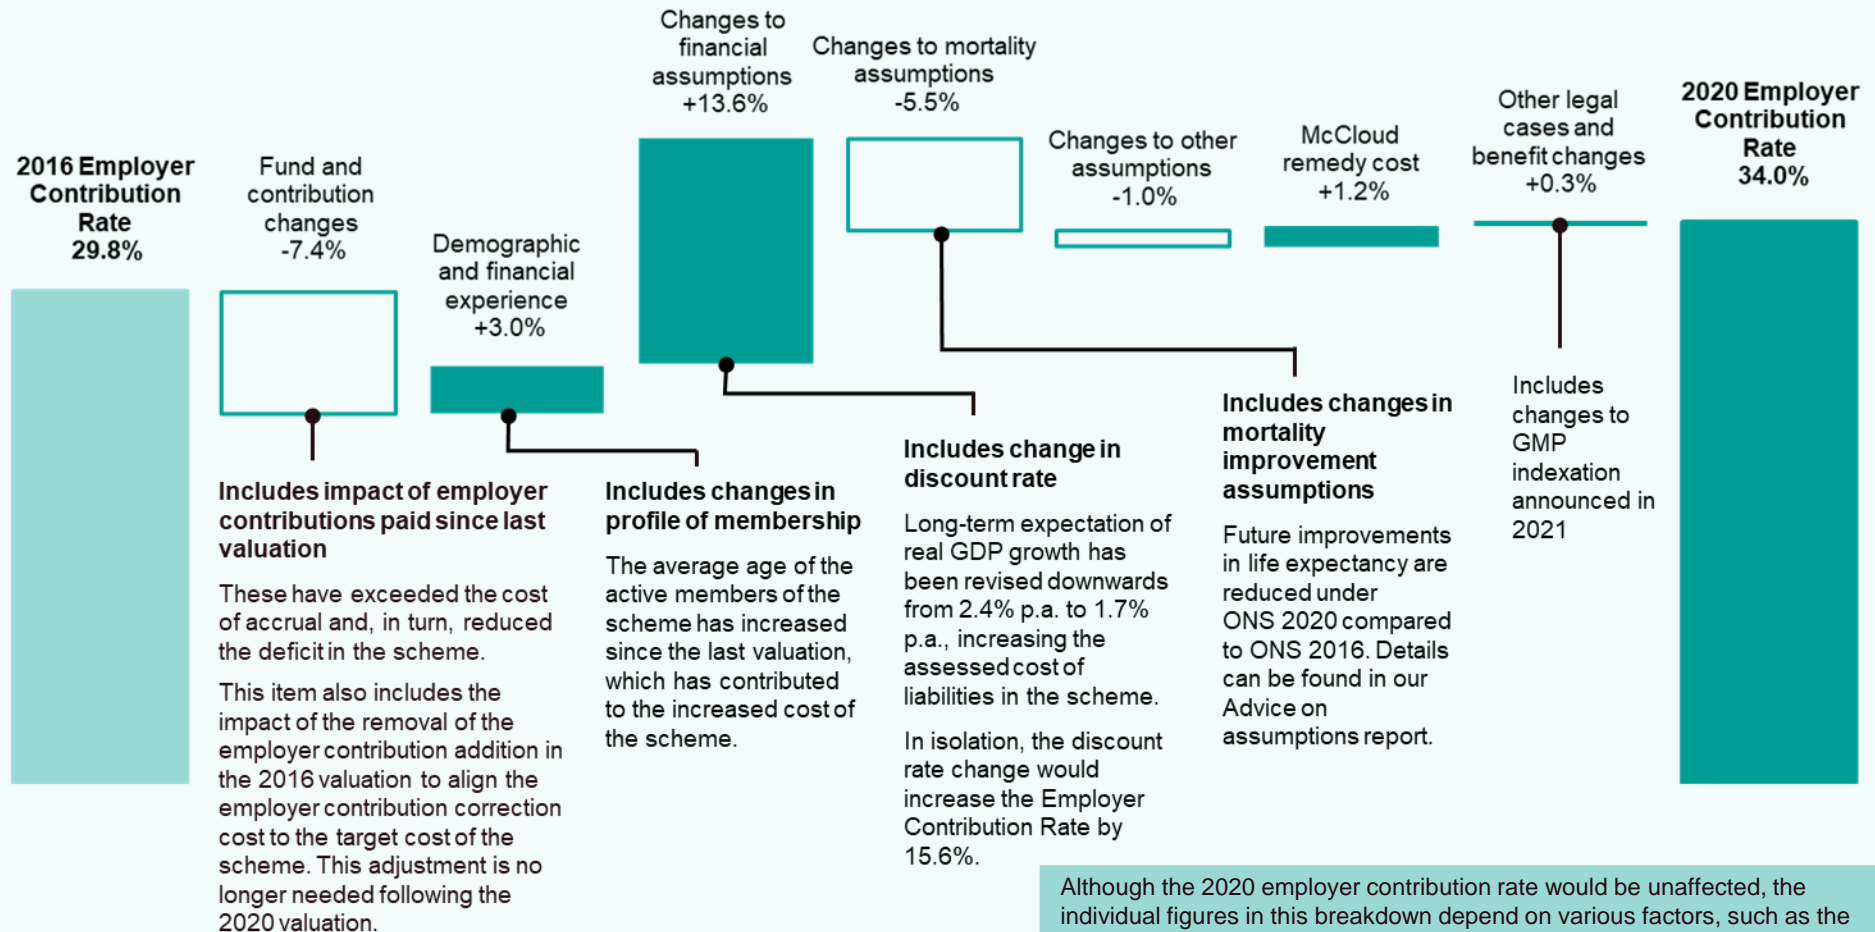 2016 Employer
Contribution
Rate
29.8%
Fund and
contribution
changes
-7.4%
Demographic
and financial
experience
+3.0%
Changes to
financial
assumptions
+13.6%
Changes to mortality
assumptions
-5.5%
Changes to other
assumptions
-1.0%
McCloud
remedy cost
+1.2%
Other legal
cases and
benefit changes
+0.3%
2020 Employer
Contribution
Rate
34.0%
Includes impact of employer
contributions paid since last
valuation
These have exceeded the cost
of accrual and, in turn, reduced
the deficit in the scheme.
This item also includes the
impact of the removal of the
employer contribution addition in
the 2016 valuation to align the
employer contribution correction
cost to the target cost of the
scheme. This adjustment is no
longer needed following the
2020 valuation.
Includes changes in
profile of membership
The average age of the
active members of the
scheme has increased
since the last valuation,
which has contributed
to the increased cost of
the scheme.
Includes change in
discount rate
Long-term expectation of
real GDP growth has
been revised downwards
from 2.4% p.a. to 1.7%
p.a., increasing the
assessed cost of
liabilities in the scheme.
In isolation, the discount
rate change would
increase the Employer
Contribution Rate by
15.6%.
Includes changes in
mortality
improvement
assumptions
Future improvements
in life expectancy are
reduced under
ONS 2020 compared
to ONS 2016. Details
can be found in our
Advice on
assumptions report.
Includes
changes to
GMP
indexation
announced in
2021
Although the 2020 employer contribution rate would be unaffected, the
individual figures in this breakdown depend on various factors, such as the